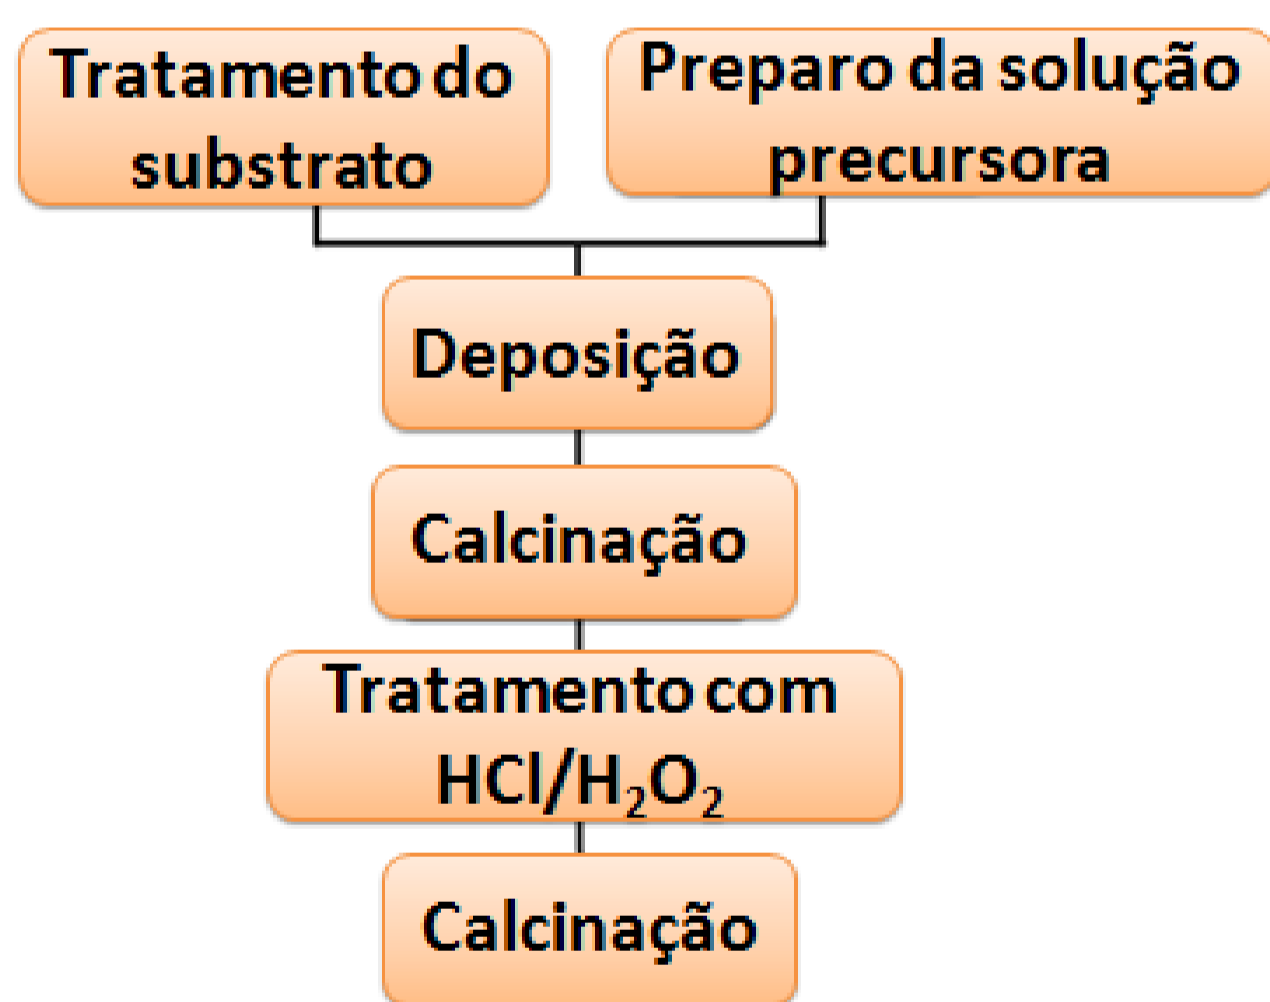 Tratamento do
substrato
Preparo da solução
precursora
Deposição
Calcinação
Tratamento com
HCl/H₂O₂
Calcinação